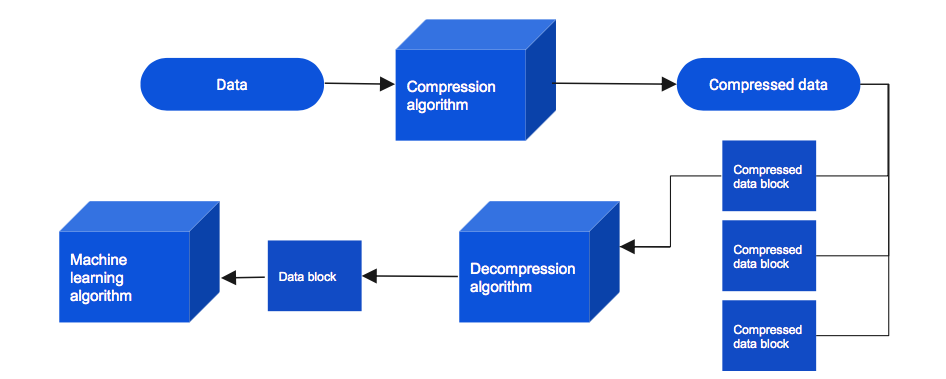 Data
Compression
algorithm
Compressed data
Compressed
data block
Compressed
data block
Compressed
data block
Decompression
algorithm
Data block
Machine
learning
algorithm